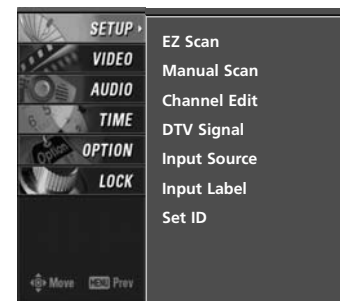 SETUP
VIDEO
AUDIO
TIME
OPTION
LOCK
Move MENU Prev
EZ Scan
Manual Scan
Channel Edit
DTV Signal
Input Source
Input Label
Set ID